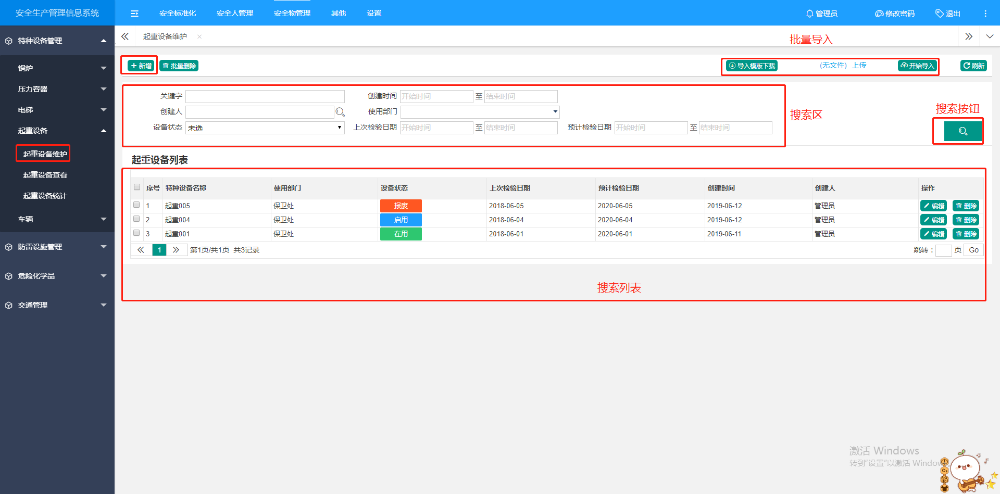 安全生产管理信息系统
安全标准化 安全人管理 安全物管理 其他 设置
管理员 修改密码 退出
特种设备管理
锅炉
压力容器
电梯
起重设备
起重设备维护
起重设备查看
起重设备统计
车辆
防雷设施管理
危险化学品
交通管理
起重设备维护
批量导入
新增 批量删除 导入模版下载 (无文件) 上传 开始导入 刷新
关键字 创建时间 开始时间 至 结束时间
创建人 使用部门
设备状态 未选 上次检验日期 开始时间 至 结束时间 预计检验日期 开始时间 至 结束时间
搜索区
搜索按钮
起重设备列表
序号 特种设备名称 使用部门 设备状态 上次检验日期 预计检验日期 创建时间 创建人 操作
1 起重005 保卫处 报废 2018-06-05 2020-06-05 2019-06-12 管理员 编辑 删除
2 起重004 保卫处 启用 2018-06-04 2020-06-04 2019-06-12 管理员 编辑 删除
3 起重001 保卫处 在用 2018-06-01 2020-06-01 2019-06-11 管理员 编辑 删除
1 第1页/共1页 共3记录 跳转： 页 Go
搜索列表
激活 Windows
转到“设置”以激活 Window
中
简